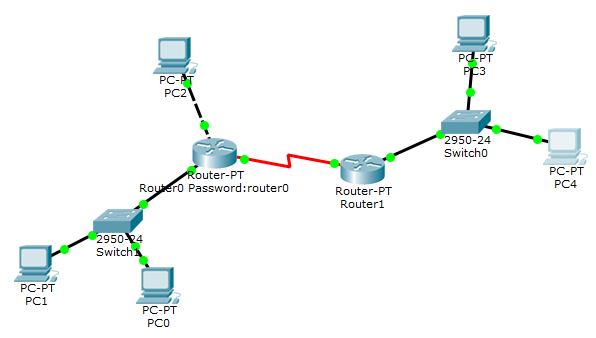 PC-PT
PC2
PC-PT
PC3
2950-24
Switch0
PC-PT
PC4
Router-PT
Router0 Password:router0
Router-PT
Router1
2950-24
Switch1
PC-PT
PC1
PC-PT
PC0